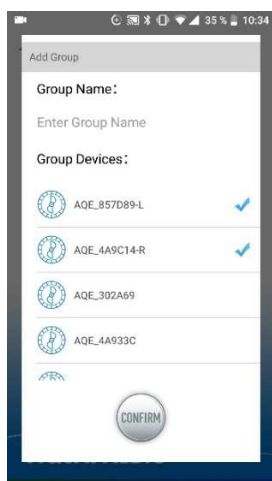 35 % 10:34
Add Group
Group Name:
Enter Group Name
Group Devices:
AQE_857D89-L
AQE_4A9C14-R
AQE_302A69
AQE_4A933C
CONFIRM